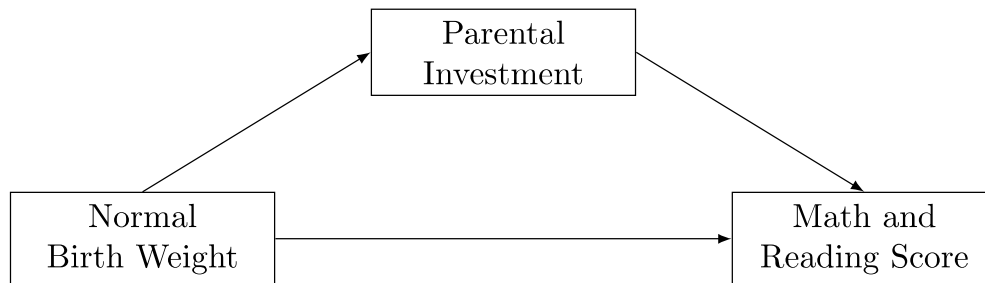 Parental
Investment
Normal
Birth Weight
Math and
Reading Score